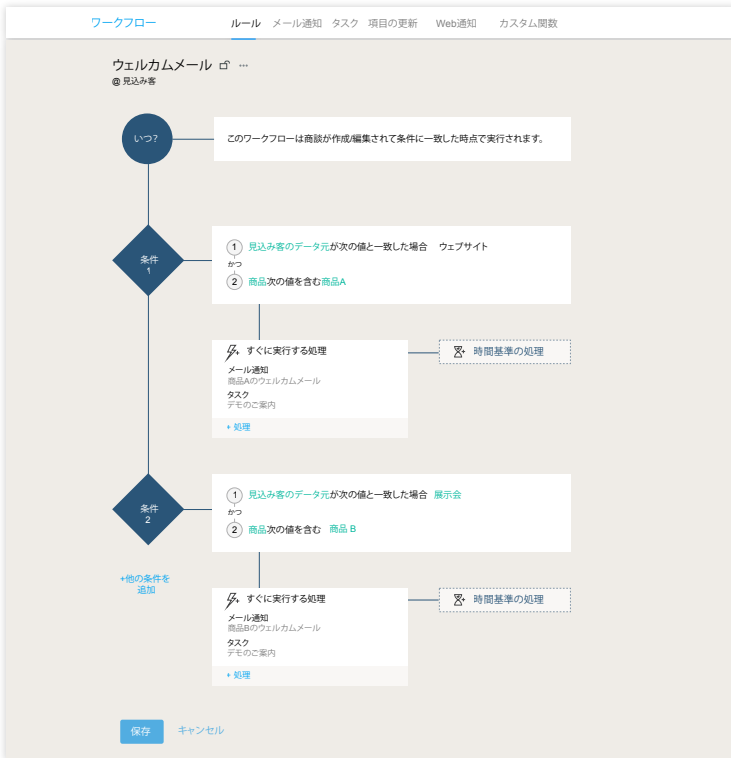 ワークフロー
ルール メール通知 タスク 項目の更新 Web通知 カスタム関数
ウェルカムメール ...
@ 見込み客
いつ?
このワークフローは商談が作成/編集されて条件に一致した時点で実行されます。
条件
1
1 見込み客のデータ元が次の値と一致した場合 ウェブサイト
かつ
2 商品次の値を含む商品A
すぐに実行する処理
時間基準の処理
メール通知
商品Aのウェルカムメール
タスク
デモのご案内
+ 処理
条件
2
1 見込み客のデータ元が次の値と一致した場合 展示会
かつ
2 商品次の値を含む 商品 B
+他の条件を
追加
すぐに実行する処理
時間基準の処理
メール通知
商品Bのウェルカムメール
タスク
デモのご案内
+ 処理
保存 キャンセル